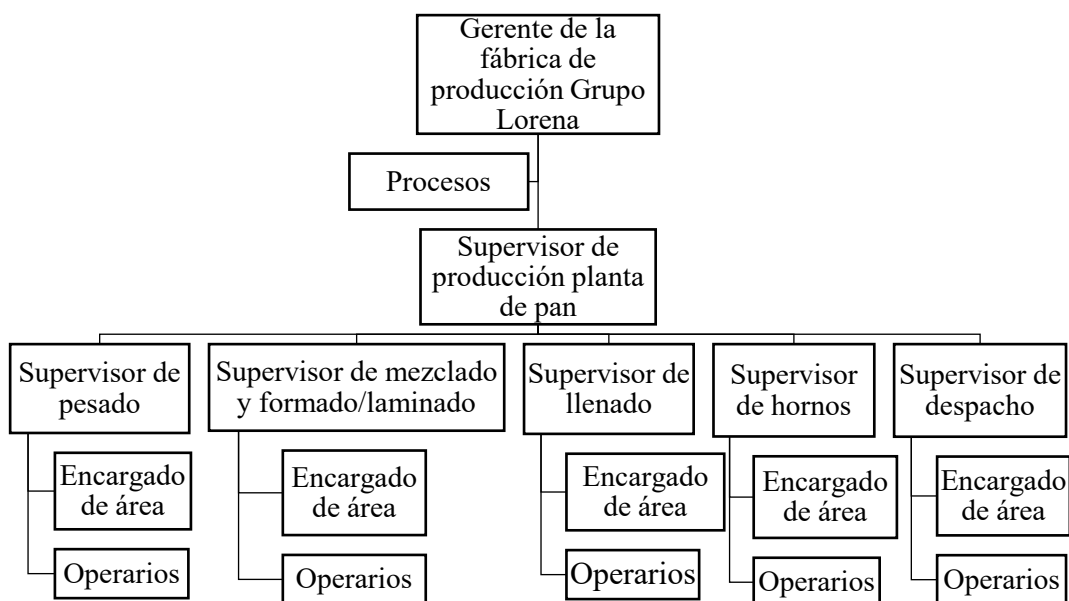 Gerente de la
fábrica de
producción Grupo
Lorena
Procesos
Supervisor de
producción planta
de pan
Supervisor de
pesado
Supervisor de mezclado
y formado/laminado
Supervisor de
llenado
Supervisor
de hornos
Supervisor de
despacho
Encargado
de área
Encargado
de área
Encargado
de área
Encargado
de área
Encargado
de área
Operarios
Operarios
Operarios
Operarios
Operarios